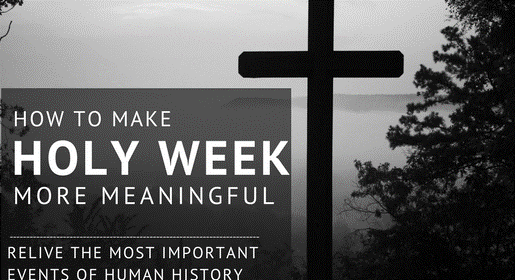 HOW TO MAKE
HOLY WEEK
MORE MEANINGFUL
RELIVE THE MOST IMPORTANT
EVENTS OF HUMAN HISTORY